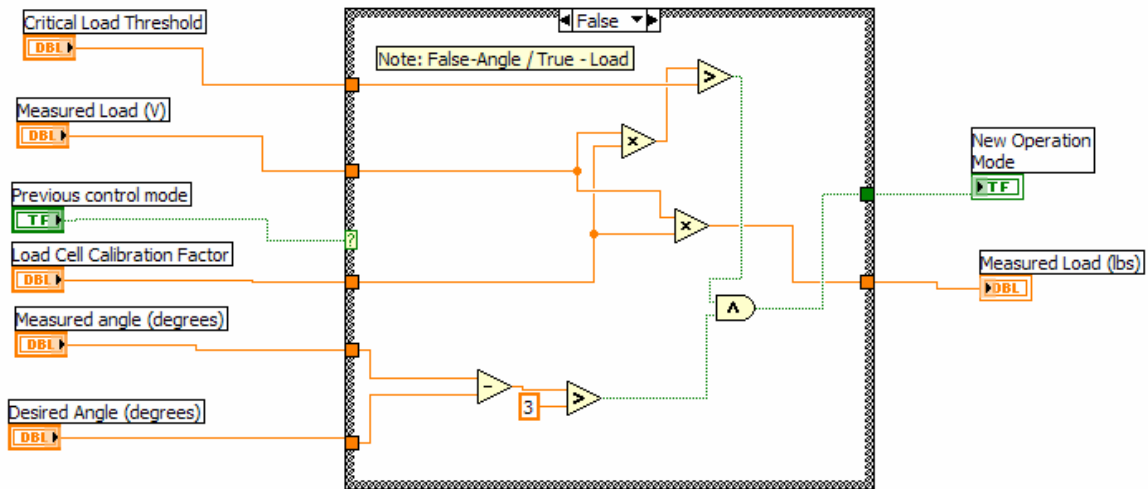 Critical Load Threshold
DBL
False
Note: False-Angle / True - Load
>
Measured Load (V)
DBL
×
New Operation
Mode
TF
Previous control mode
TF
?
×
Load Cell Calibration Factor
DBL
Measured Load (lbs)
DBL
∧
Measured angle (degrees)
DBL
-
3
>
Desired Angle (degrees)
DBL